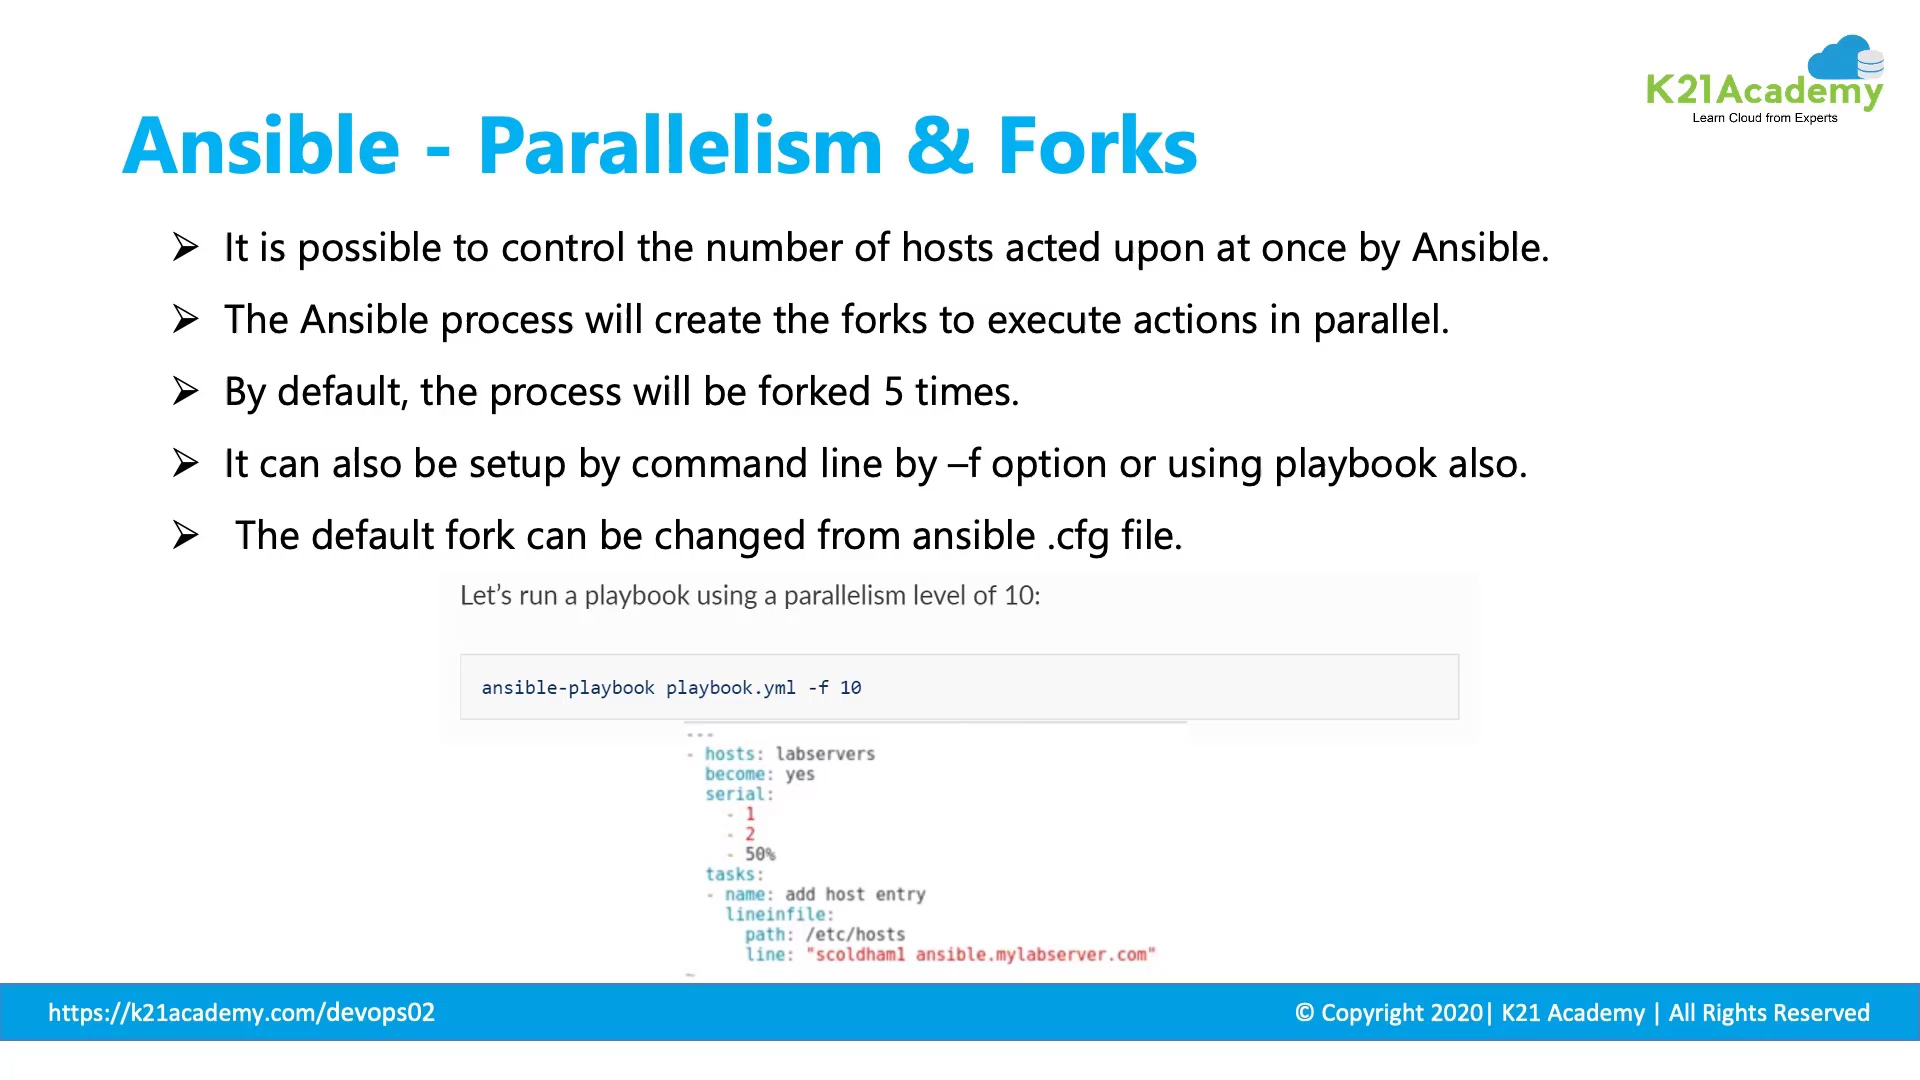 K21Academy
Learn Cloud from Experts
Ansible - Parallelism & Forks
➢ It is possible to control the number of hosts acted upon at once by Ansible.
➢ The Ansible process will create the forks to execute actions in parallel.
➢ By default, the process will be forked 5 times.
➢ It can also be setup by command line by –f option or using playbook also.
➢ The default fork can be changed from ansible .cfg file.
Let’s run a playbook using a parallelism level of 10:
ansible-playbook playbook.yml -f 10
---
- hosts: labservers
  become: yes
  serial:
    - 1
    - 2
    - 50%
  tasks:
  - name: add host entry
    lineinfile:
      path: /etc/hosts
      line: "scoldham1 ansible.mylabserver.com"
~
https://k21academy.com/devops02
© Copyright 2020| K21 Academy | All Rights Reserved